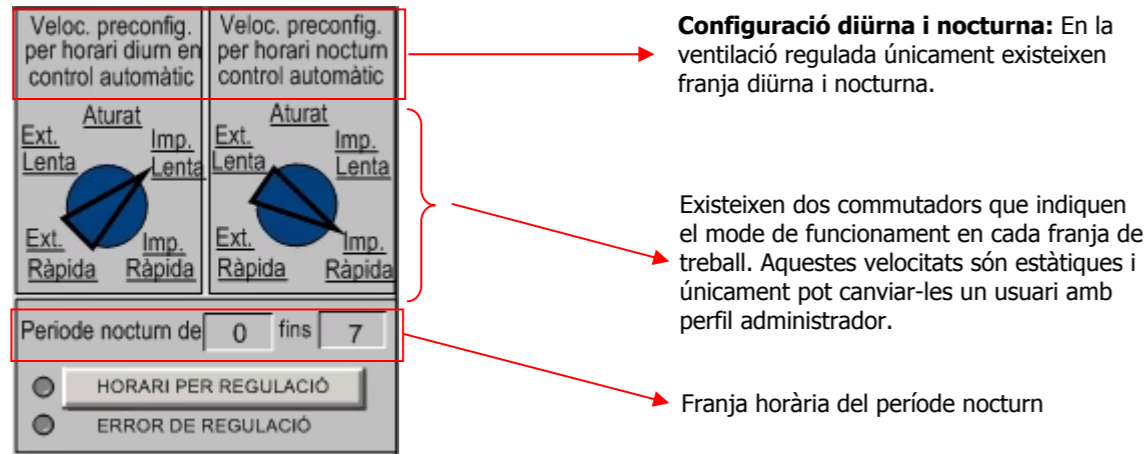 Veloc. preconfig.
per horari diurn en
control automàtic
Veloc. preconfig.
per horari nocturn
control automàtic
Aturat
Ext.
Lenta
Imp.
Lenta
Ext.
Ràpida
Imp.
Ràpida
Aturat
Ext.
Lenta
Imp.
Lenta
Ext.
Ràpida
Imp.
Ràpida
Periode nocturn de 0 fins 7
HORARI PER REGULACIÓ
ERROR DE REGULACIÓ
Configuració diürna i nocturna: En la
ventilació regulada únicament existeixen
franja diürna i nocturna.
Existeixen dos commutadors que indiquen
el mode de funcionament en cada franja de
treball. Aquestes velocitats són estàtiques i
únicament pot canviar-les un usuari amb
perfil administrador.
Franja horària del període nocturn